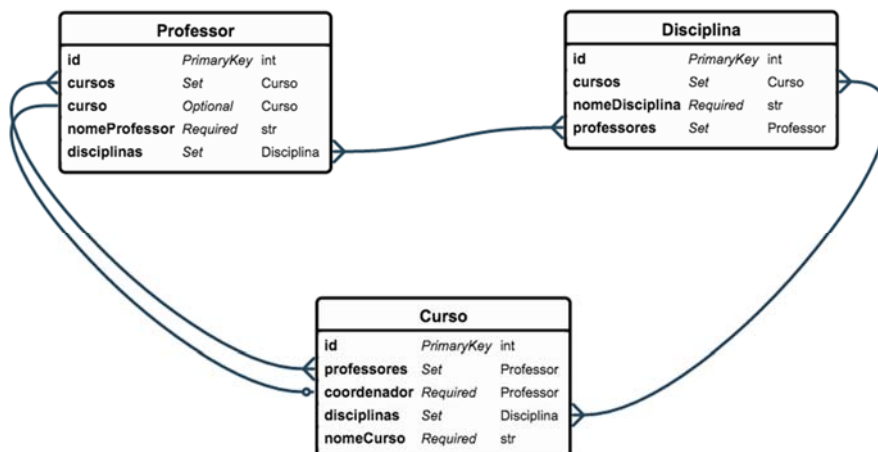 Professor
id PrimaryKey int
cursos Set Curso
curso Optional Curso
nomeProfessor Required str
disciplinas Set Disciplina
Disciplina
id PrimaryKey int
cursos Set Curso
nomeDisciplina Required str
professores Set Professor
Curso
id PrimaryKey int
professores Set Professor
coordenador Required Professor
disciplinas Set Disciplina
nomeCurso Required str